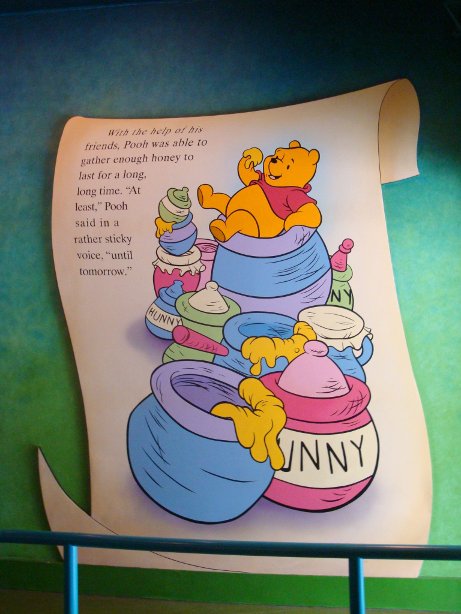 With the help of his
friends, Pooh was able to
gather enough honey to
last for a long,
long time. "At
least," Pooh
said in a
rather sticky
voice, "until
tomorrow."
NY
HUNNY
UNNY